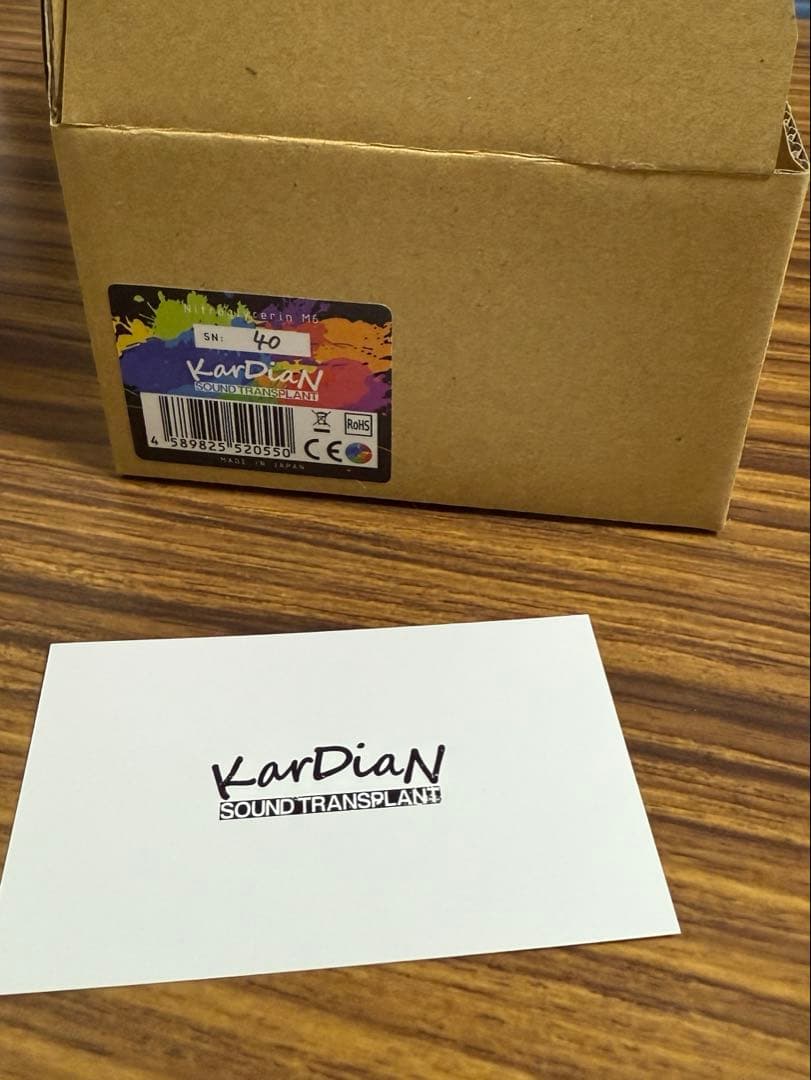 Nitroglycerin M6
SN: 40
KarDiaN
SOUND TRANSPLANT
RoHS
4 589825 520550
CE
MADE IN JAPAN
KarDiaN
SOUND TRANSPLANT